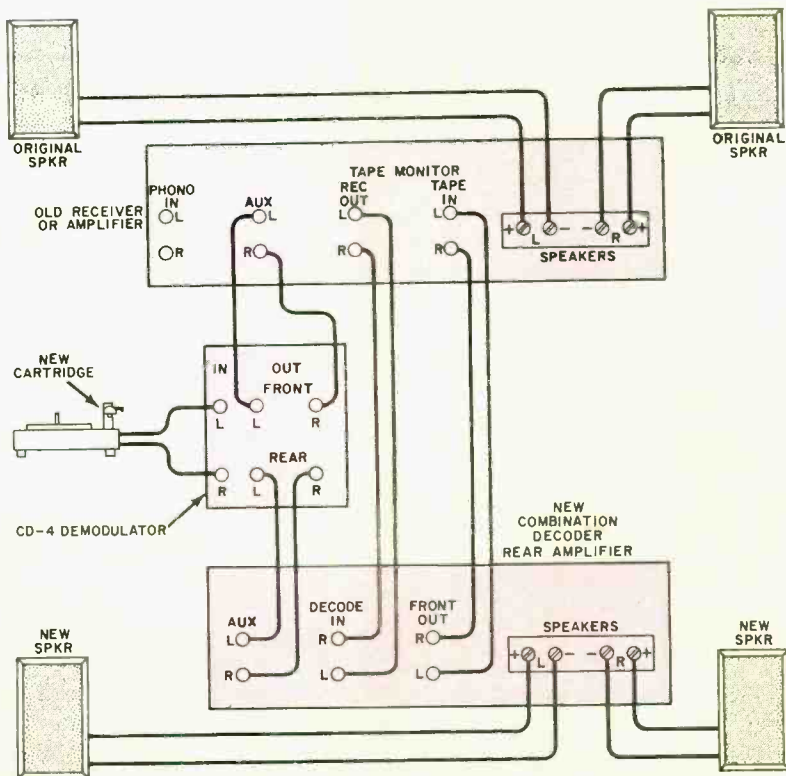 ORIGINAL
SPKR
ORIGINAL
SPKR
OLD RECEIVER
OR AMPLIFIER
PHONO
IN
L
R
AUX
L
R
TAPE MONITOR
REC
OUT
L
R
TAPE
IN
L
R
+ L - - R +
SPEAKERS
NEW
CARTRIDGE
IN
OUT
FRONT
L
L
R
REAR
R
L
R
CD-4 DEMODULATOR
NEW
COMBINATION
DECODER
REAR AMPLIFIER
AUX
L
R
DECODE
IN
R
L
FRONT
OUT
R
L
SPEAKERS
+ L - - R +
NEW
SPKR
NEW
SPKR